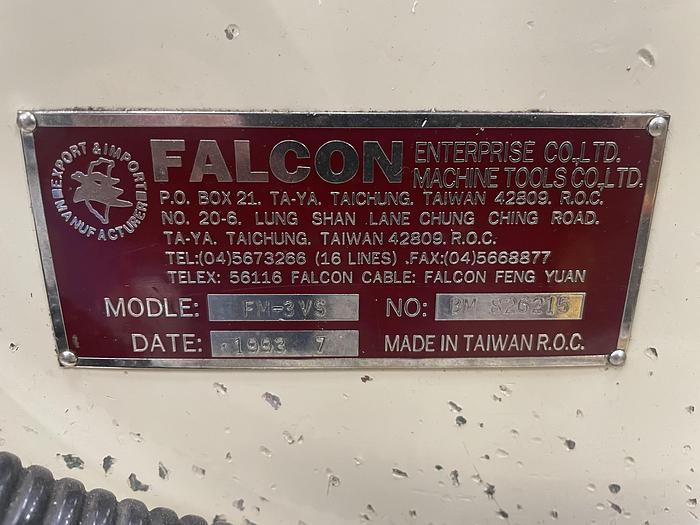 EXPORT & IMPORT
MANUFACTURER
FALCON
ENTERPRISE CO.,LTD.
MACHINE TOOLS CO.,LTD.
P.O. BOX 21. TA-YA. TAICHUNG. TAIWAN 42809. R.O.C.
NO. 20-6. LUNG SHAN LANE CHUNG CHING ROAD.
TA-YA. TAICHUNG. TAIWAN 42809. R.O.C.
TEL:(04)5673266 (16 LINES) .FAX:(04)5668877
TELEX: 56116 FALCON CABLE: FALCON FENG YUAN
MODLE: FM-3VS NO: BM 826215
DATE: 1993 7 MADE IN TAIWAN R.O.C.